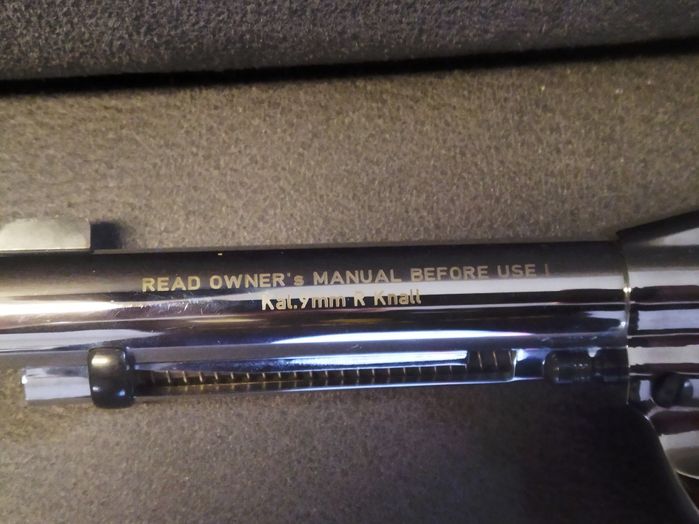 READ OWNER's MANUAL BEFORE USE !
Kal.9mm R Knall